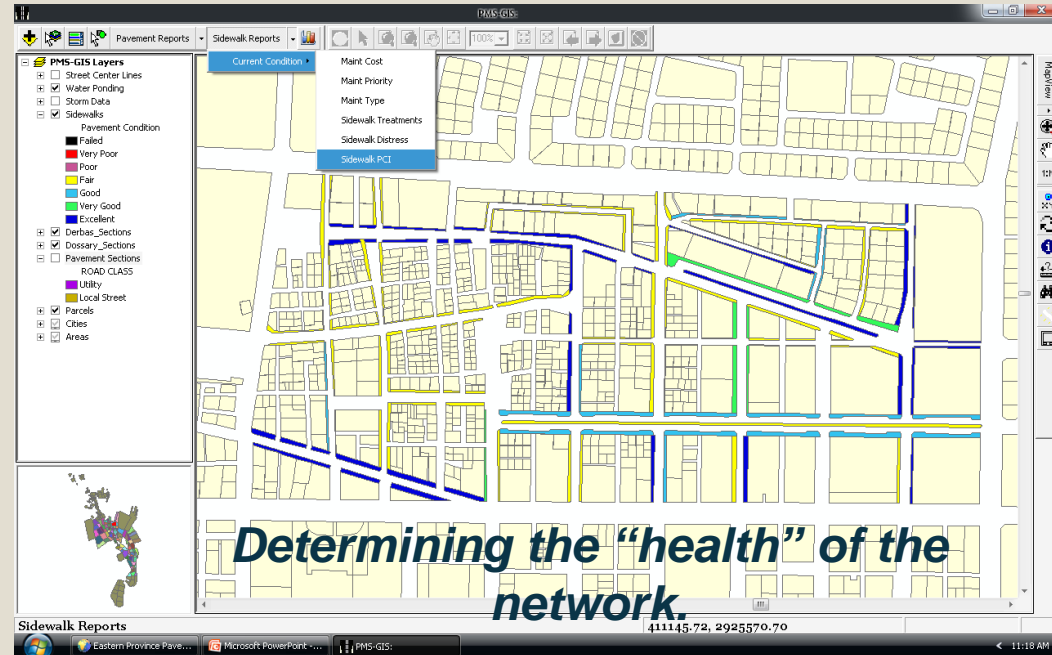 PMS-GIS:
Pavement Reports
Sidewalk Reports
100%
Current Condition
Maint Cost
Maint Priority
Maint Type
Sidewalk Treatments
Sidewalk Distress
Sidewalk PCI
PMS-GIS Layers
Street Center Lines
Water Ponding
Storm Data
Sidewalks
Pavement Condition
Failed
Very Poor
Poor
Fair
Good
Very Good
Excellent
Derbas_Sections
Dossary_Sections
Pavement Sections
ROAD CLASS
Utility
Local Street
Parcels
Cities
Areas
MapView
Determining the “health” of the
network.
Sidewalk Reports
411145.72, 2925570.70
Eastern Province Pave...
Microsoft PowerPoint -...
PMS-GIS:
11:18 AM